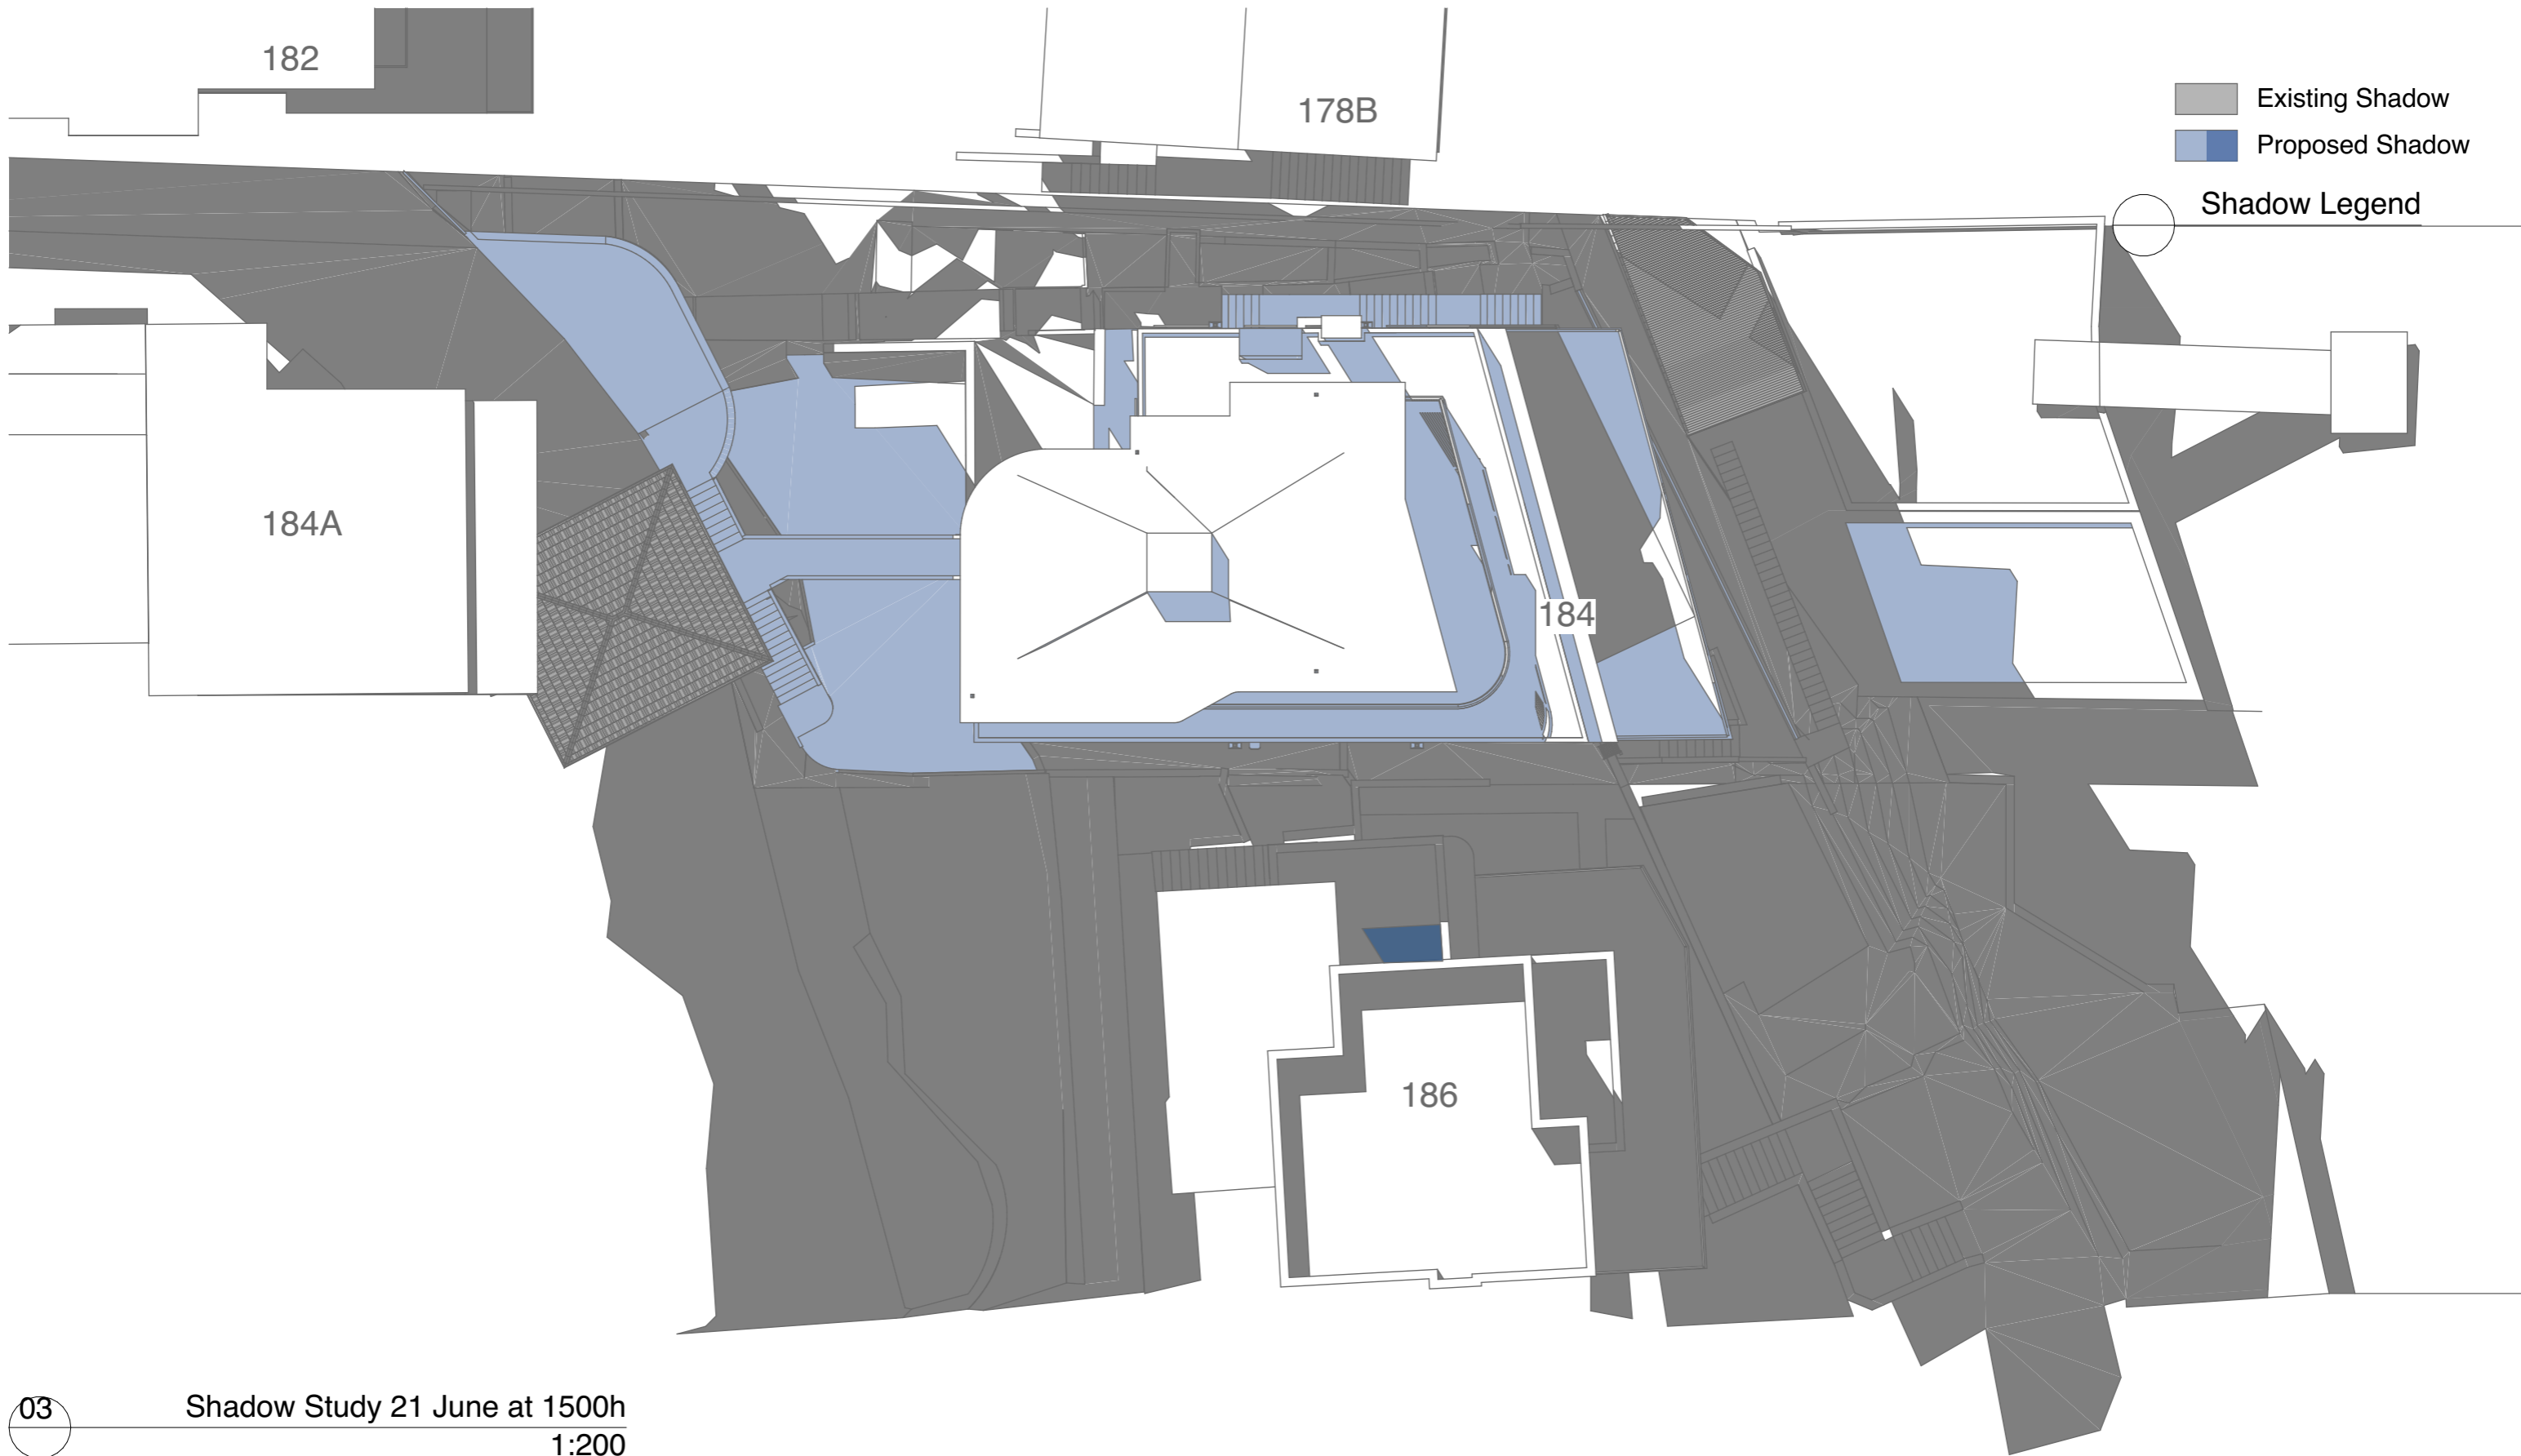 182
178B
Existing Shadow
Proposed Shadow
Shadow Legend
184A
184
186
03
Shadow Study 21 June at 1500h
1:200